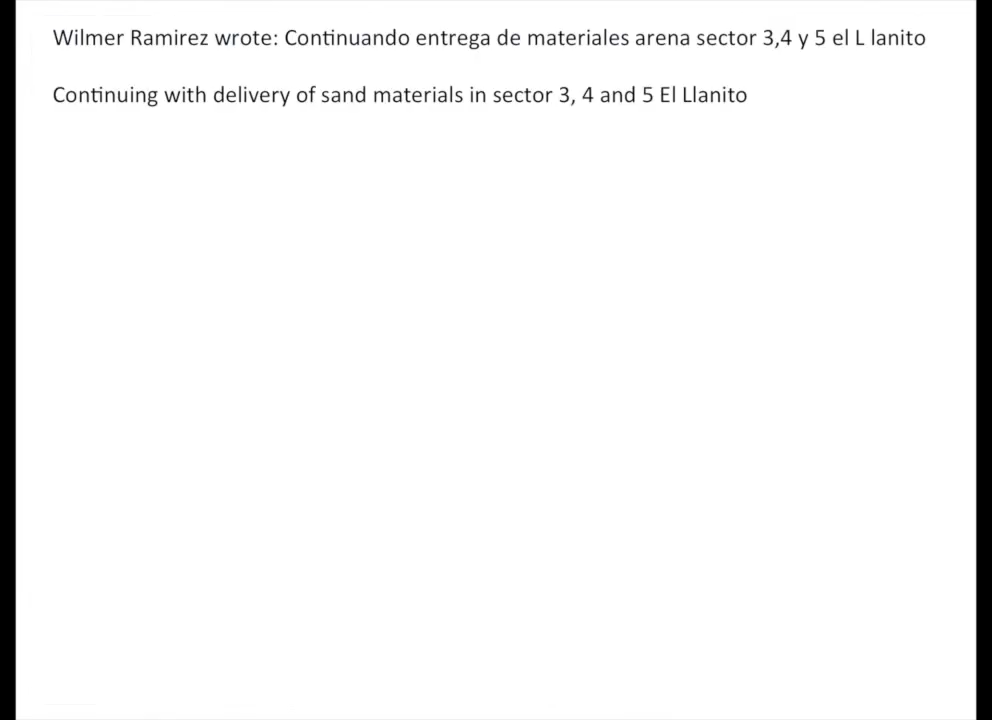 Wilmer Ramirez wrote: Continuando entrega de materiales arena sector 3,4 y 5 el L lanito
Continuing with delivery of sand materials in sector 3, 4 and 5 El Llanito